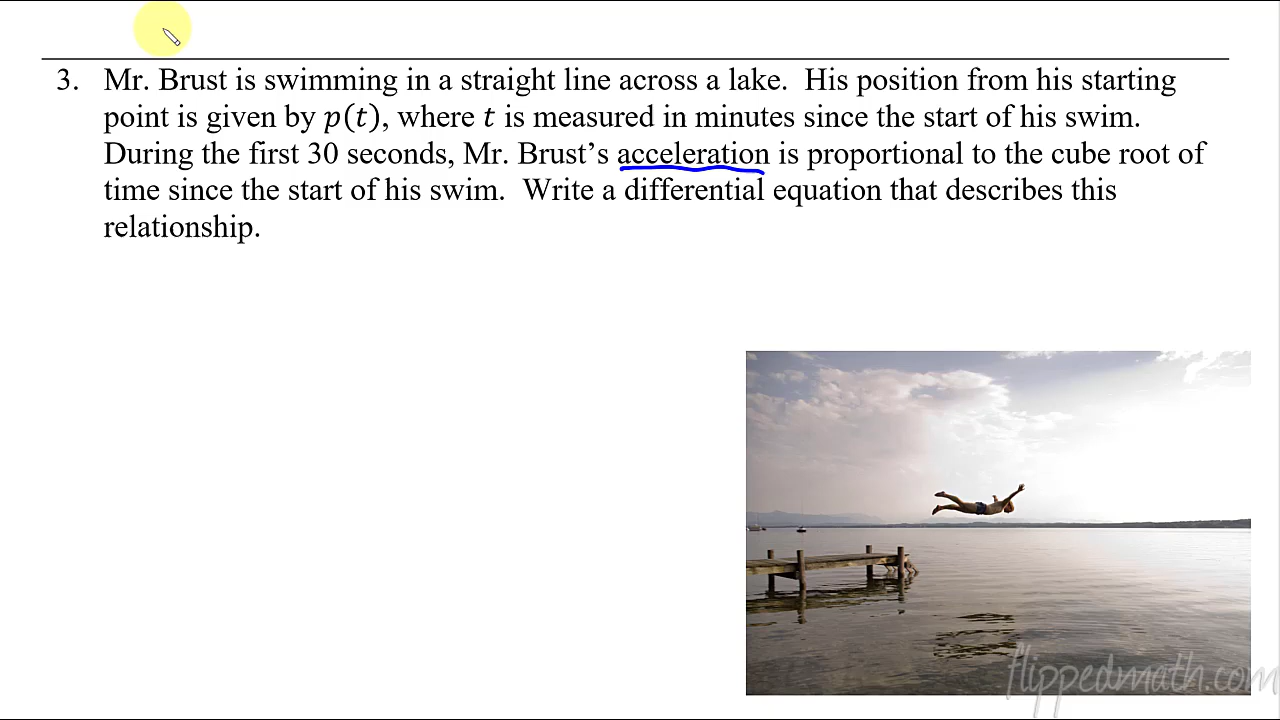 3. Mr. Brust is swimming in a straight line across a lake. His position from his starting
point is given by p(t), where t is measured in minutes since the start of his swim.
During the first 30 seconds, Mr. Brust’s acceleration is proportional to the cube root of
time since the start of his swim. Write a differential equation that describes this
relationship.
flippedmath.com